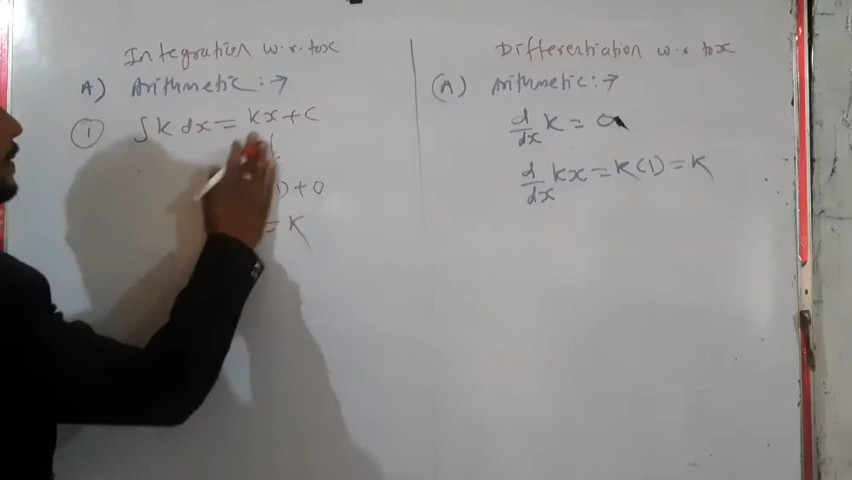 Integration w.r.to x
A) Arithmetic :→
① ∫ K dx = kx + c
) + 0
= K
Differentiation w.r.to x
(A) Arithmetic :→
d/dx K = 0
d/dx Kx = K(1) = K